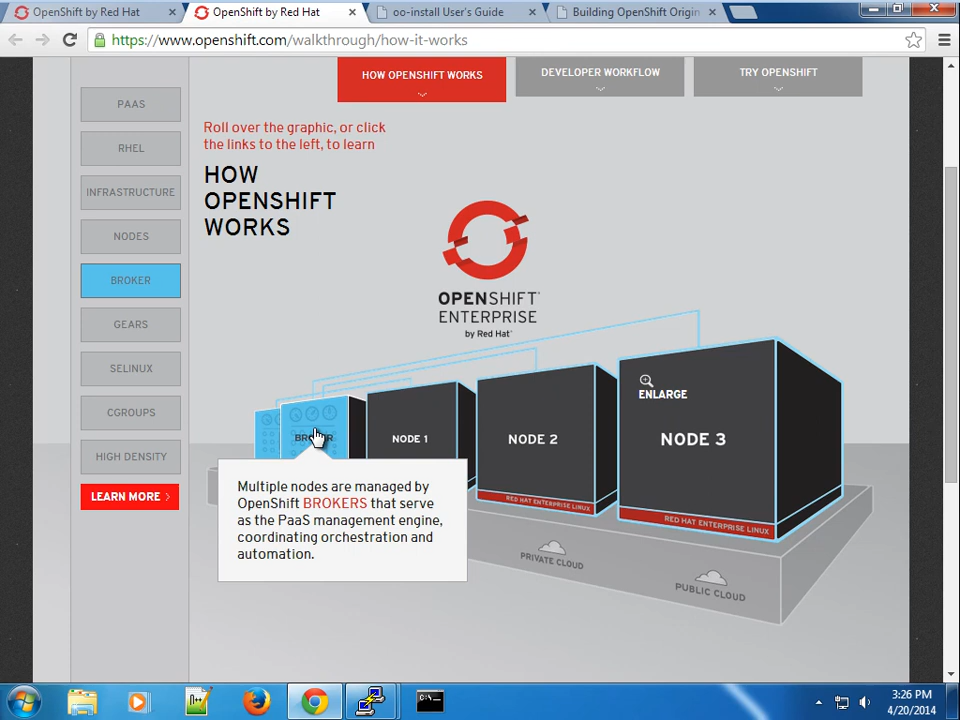 OpenShift by Red Hat
OpenShift by Red Hat
oo-install User's Guide
Building OpenShift Origin
https://www.openshift.com/walkthrough/how-it-works
HOW OPENSHIFT WORKS
DEVELOPER WORKFLOW
TRY OPENSHIFT
PAAS
RHEL
INFRASTRUCTURE
NODES
BROKER
GEARS
SELINUX
CGROUPS
HIGH DENSITY
LEARN MORE
Roll over the graphic, or click
the links to the left, to learn
HOW
OPENSHIFT
WORKS
OPENSHIFT
ENTERPRISE
by Red Hat
ENLARGE
BROKER
NODE 1
NODE 2
NODE 3
RED HAT ENTERPRISE LINUX
RED HAT ENTERPRISE LINUX
PRIVATE CLOUD
PUBLIC CLOUD
Multiple nodes are managed by
OpenShift BROKERS that serve
as the PaaS management engine,
coordinating orchestration and
automation.
3:26 PM
4/20/2014